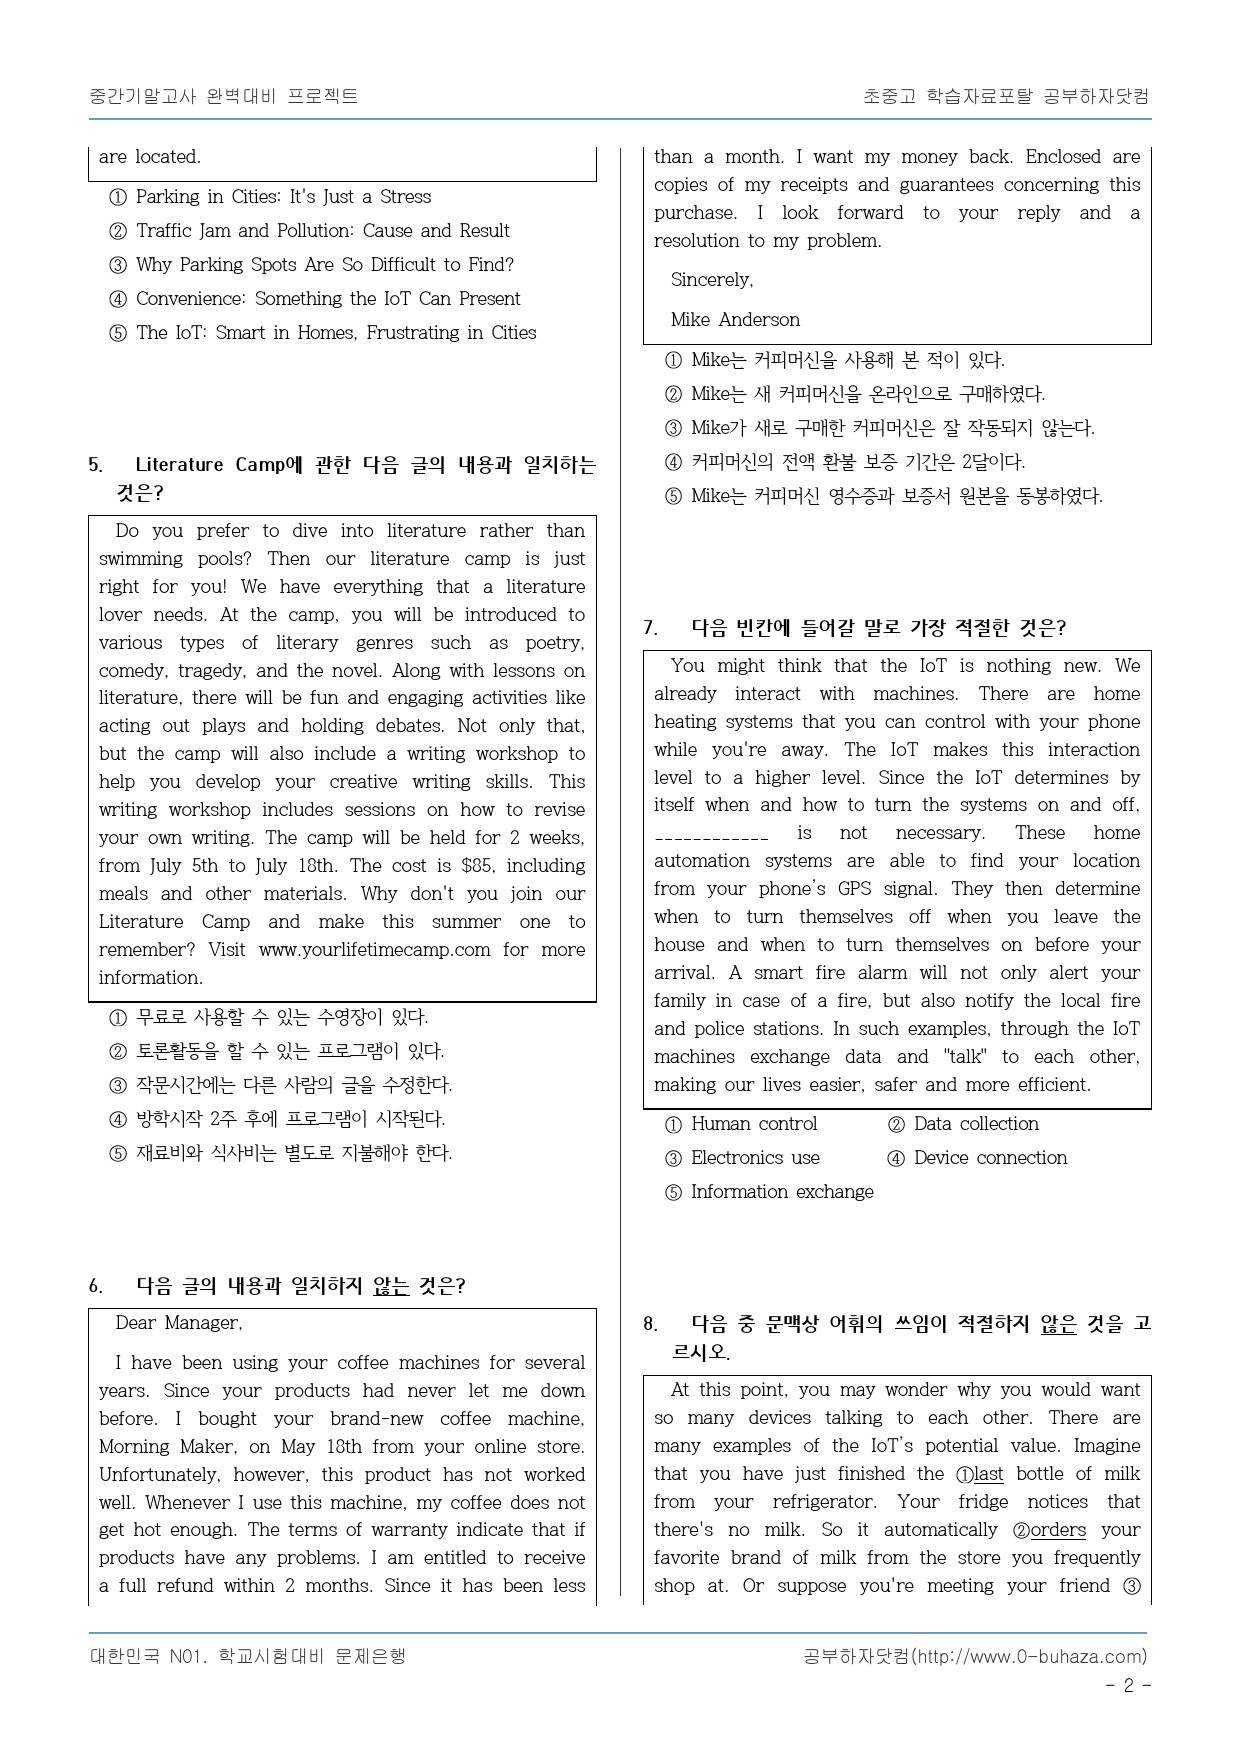 중간기말고사 완벽대비 프로젝트
초중고 학습자료포탈 공부하자닷컴
are located.
① Parking in Cities: It's Just a Stress
② Traffic Jam and Pollution: Cause and Result
③ Why Parking Spots Are So Difficult to Find?
④ Convenience: Something the IoT Can Present
⑤ The IoT: Smart in Homes, Frustrating in Cities
5. Literature Camp에 관한 다음 글의 내용과 일치하는
것은?
Do you prefer to dive into literature rather than
swimming pools? Then our literature camp is just
right for you! We have everything that a literature
lover needs. At the camp, you will be introduced to
various types of literary genres such as poetry,
comedy, tragedy, and the novel. Along with lessons on
literature, there will be fun and engaging activities like
acting out plays and holding debates. Not only that,
but the camp will also include a writing workshop to
help you develop your creative writing skills. This
writing workshop includes sessions on how to revise
your own writing. The camp will be held for 2 weeks,
from July 5th to July 18th. The cost is $85, including
meals and other materials. Why don't you join our
Literature Camp and make this summer one to
remember? Visit www.yourlifetimecamp.com for more
information.
① 무료로 사용할 수 있는 수영장이 있다.
② 토론활동을 할 수 있는 프로그램이 있다.
③ 작문시간에는 다른 사람의 글을 수정한다.
④ 방학시작 2주 후에 프로그램이 시작된다.
⑤ 재료비와 식사비는 별도로 지불해야 한다.
6. 다음 글의 내용과 일치하지 않는 것은?
Dear Manager,
I have been using your coffee machines for several
years. Since your products had never let me down
before. I bought your brand-new coffee machine,
Morning Maker, on May 18th from your online store.
Unfortunately, however, this product has not worked
well. Whenever I use this machine, my coffee does not
get hot enough. The terms of warranty indicate that if
products have any problems. I am entitled to receive
a full refund within 2 months. Since it has been less
than a month. I want my money back. Enclosed are
copies of my receipts and guarantees concerning this
purchase. I look forward to your reply and a
resolution to my problem.
Sincerely,
Mike Anderson
① Mike는 커피머신을 사용해 본 적이 있다.
② Mike는 새 커피머신을 온라인으로 구매하였다.
③ Mike가 새로 구매한 커피머신은 잘 작동되지 않는다.
④ 커피머신의 전액 환불 보증 기간은 2달이다.
⑤ Mike는 커피머신 영수증과 보증서 원본을 동봉하였다.
7. 다음 빈칸에 들어갈 말로 가장 적절한 것은?
You might think that the IoT is nothing new. We
already interact with machines. There are home
heating systems that you can control with your phone
while you're away. The IoT makes this interaction
level to a higher level. Since the IoT determines by
itself when and how to turn the systems on and off,
____________ is not necessary. These home
automation systems are able to find your location
from your phone’s GPS signal. They then determine
when to turn themselves off when you leave the
house and when to turn themselves on before your
arrival. A smart fire alarm will not only alert your
family in case of a fire, but also notify the local fire
and police stations. In such examples, through the IoT
machines exchange data and "talk" to each other,
making our lives easier, safer and more efficient.
① Human control ② Data collection
③ Electronics use ④ Device connection
⑤ Information exchange
8. 다음 중 문맥상 어휘의 쓰임이 적절하지 않은 것을 고
르시오.
At this point, you may wonder why you would want
so many devices talking to each other. There are
many examples of the IoT’s potential value. Imagine
that you have just finished the ①last bottle of milk
from your refrigerator. Your fridge notices that
there's no milk. So it automatically ②orders your
favorite brand of milk from the store you frequently
shop at. Or suppose you're meeting your friend ③
대한민국 N01. 학교시험대비 문제은행
공부하자닷컴(http://www.0-buhaza.com)
- 2 -